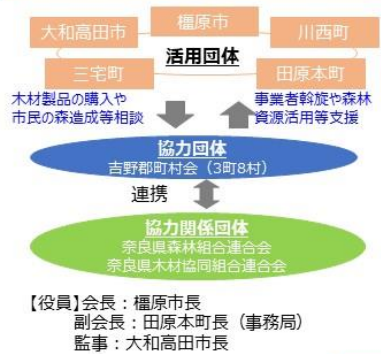 大和高田市
橿原市
川西町
活用団体
三宅町
田原本町
木材製品の購入や
市民の森造成等相談
事業者斡旋や森林
資源活用等支援
協力団体
吉野郡町村会（3町8村）
連携
協力関係団体
奈良県森林組合連合会
奈良県木材協同組合連合会
【役員】会長：橿原市長
副会長：田原本町長（事務局）
監事：大和高田市長